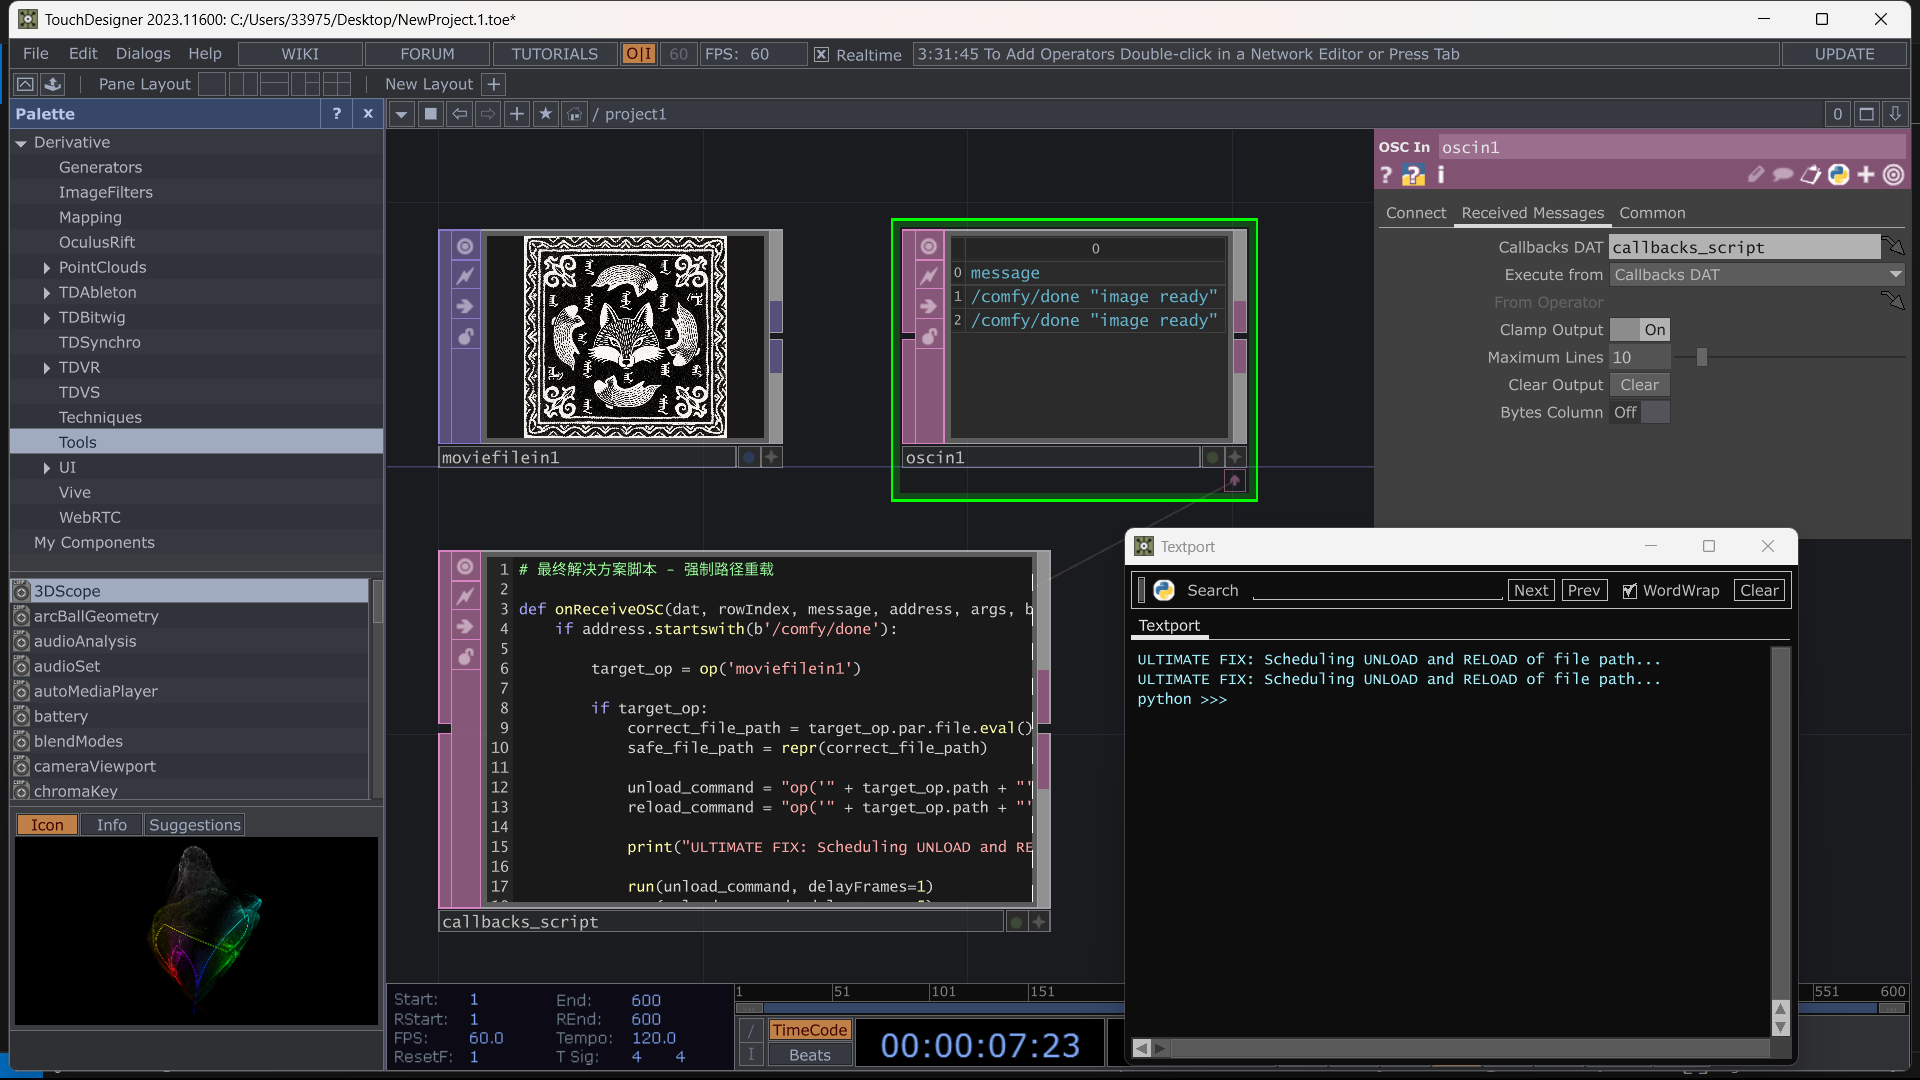 TouchDesigner 2023.11600: C:/Users/33975/Desktop/NewProject.1.toe*
File Edit Dialogs Help WIKI FORUM TUTORIALS O|I 60 FPS: 60 Realtime 3:31:45 To Add Operators Double-click in a Network Editor or Press Tab UPDATE
Pane Layout New Layout +
Palette ? x
/ project1 0
Derivative
Generators
ImageFilters
Mapping
OculusRift
PointClouds
TDAbleton
TDBitwig
TDSynchro
TDVR
TDVS
Techniques
Tools
UI
Vive
WebRTC
My Components
3DScope
arcBallGeometry
audioAnalysis
audioSet
autoMediaPlayer
battery
blendModes
cameraViewport
chromaKey
Icon Info Suggestions
moviefilein1
0
0 message
1 /comfy/done "image ready"
2 /comfy/done "image ready"
oscin1
OSC In oscin1
? ? i
Connect Received Messages Common
Callbacks DAT callbacks_script
Execute from Callbacks DAT
From Operator
Clamp Output On
Maximum Lines 10
Clear Output Clear
Bytes Column Off
1 # 最终解决方案脚本 - 强制路径重载
2
3 def onReceiveOSC(dat, rowIndex, message, address, args, b
4 if address.startswith(b'/comfy/done'):
5
6 target_op = op('moviefilein1')
7
8 if target_op:
9 correct_file_path = target_op.par.file.eval()
10 safe_file_path = repr(correct_file_path)
11
12 unload_command = "op('" + target_op.path + "'
13 reload_command = "op('" + target_op.path + "'
14
15 print("ULTIMATE FIX: Scheduling UNLOAD and RE
16
17 run(unload_command, delayFrames=1)
callbacks_script
Textport
Search Next Prev WordWrap Clear
Textport
ULTIMATE FIX: Scheduling UNLOAD and RELOAD of file path...
ULTIMATE FIX: Scheduling UNLOAD and RELOAD of file path...
python >>>
Start: 1 End: 600
RStart: 1 REnd: 600
FPS: 60.0 Tempo: 120.0
ResetF: 1 T Sig: 4 4
1 51 101 151 551 600
/ TimeCode
I Beats
00:00:07:23